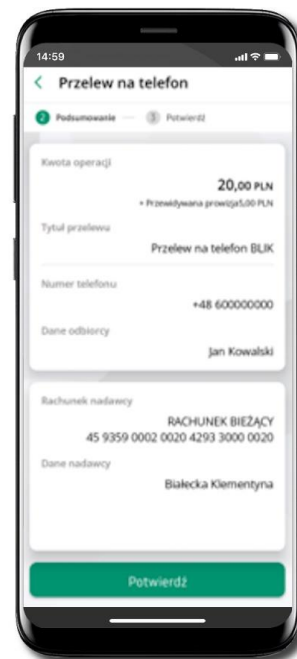 14:59
Przelew na telefon
2 Podsumowanie 3 Potwierdź
Kwota operacji
20,00 PLN
+ Przewidywana prowizja5,00 PLN
Tytuł przelewu
Przelew na telefon BLIK
Numer telefonu
+48 600000000
Dane odbiorcy
Jan Kowalski
Rachunek nadawcy
RACHUNEK BIEŻĄCY
45 9359 0002 0020 4293 3000 0020
Dane nadawcy
Białecka Klementyna
Potwierdź